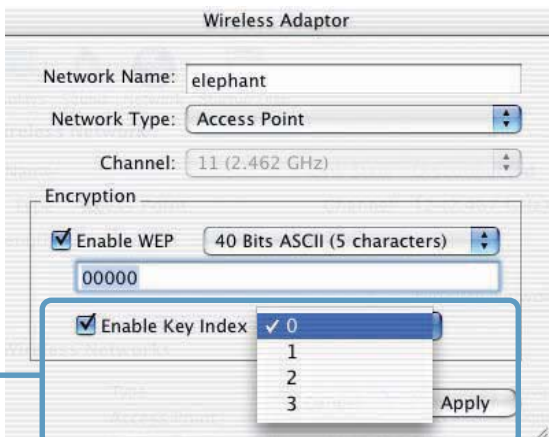 Wireless Adaptor
Network Name: elephant
Network Type: Access Point
Channel: 11 (2.462 GHz)
Encryption
Enable WEP 40 Bits ASCII (5 characters)
00000
Enable Key Index ✓ 0
1
2
3
Apply